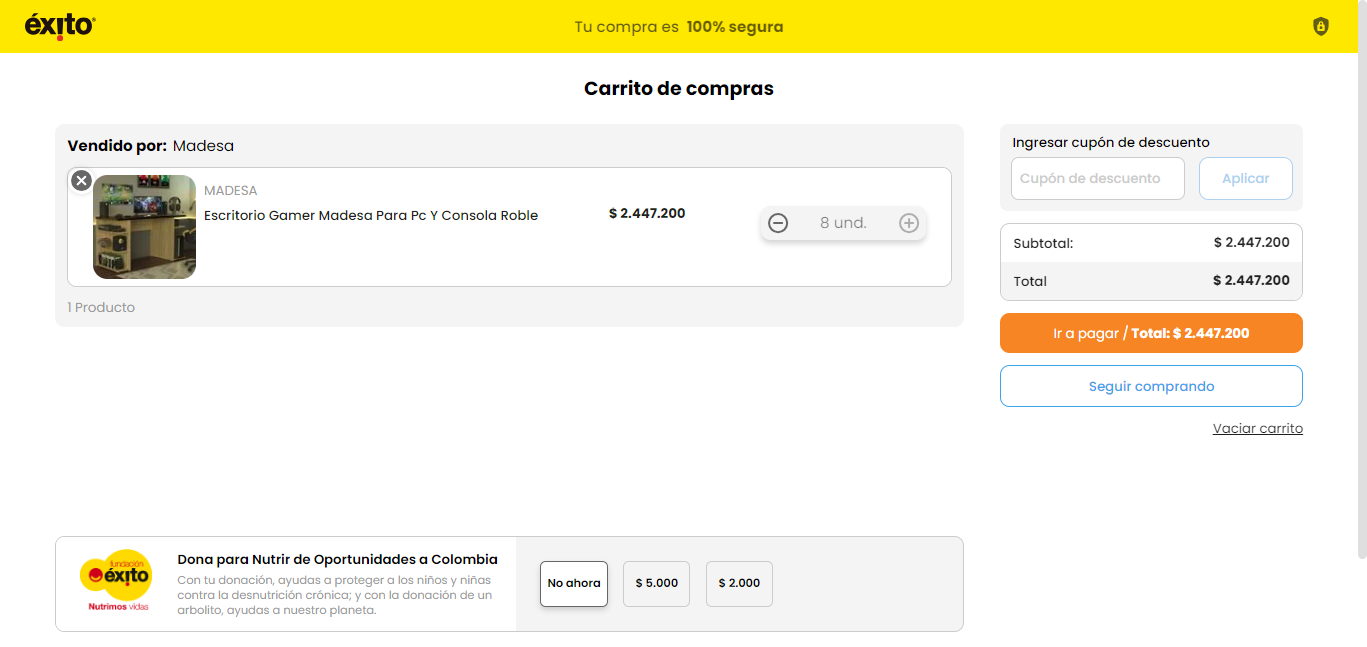 éxito
Tu compra es 100% segura
Carrito de compras
Vendido por: Madesa
MADESA
Escritorio Gamer Madesa Para Pc Y Consola Roble
$ 2.447.200
8 und.
1 Producto
Ingresar cupón de descuento
Cupón de descuento
Aplicar
Subtotal: $ 2.447.200
Total $ 2.447.200
Ir a pagar / Total: $ 2.447.200
Seguir comprando
Vaciar carrito
fundación
éxito
Nutrimos vidas
Dona para Nutrir de Oportunidades a Colombia
Con tu donación, ayudas a proteger a los niños y niñas
contra la desnutrición crónica; y con la donación de un
arbolito, ayudas a nuestro planeta.
No ahora
$ 5.000
$ 2.000